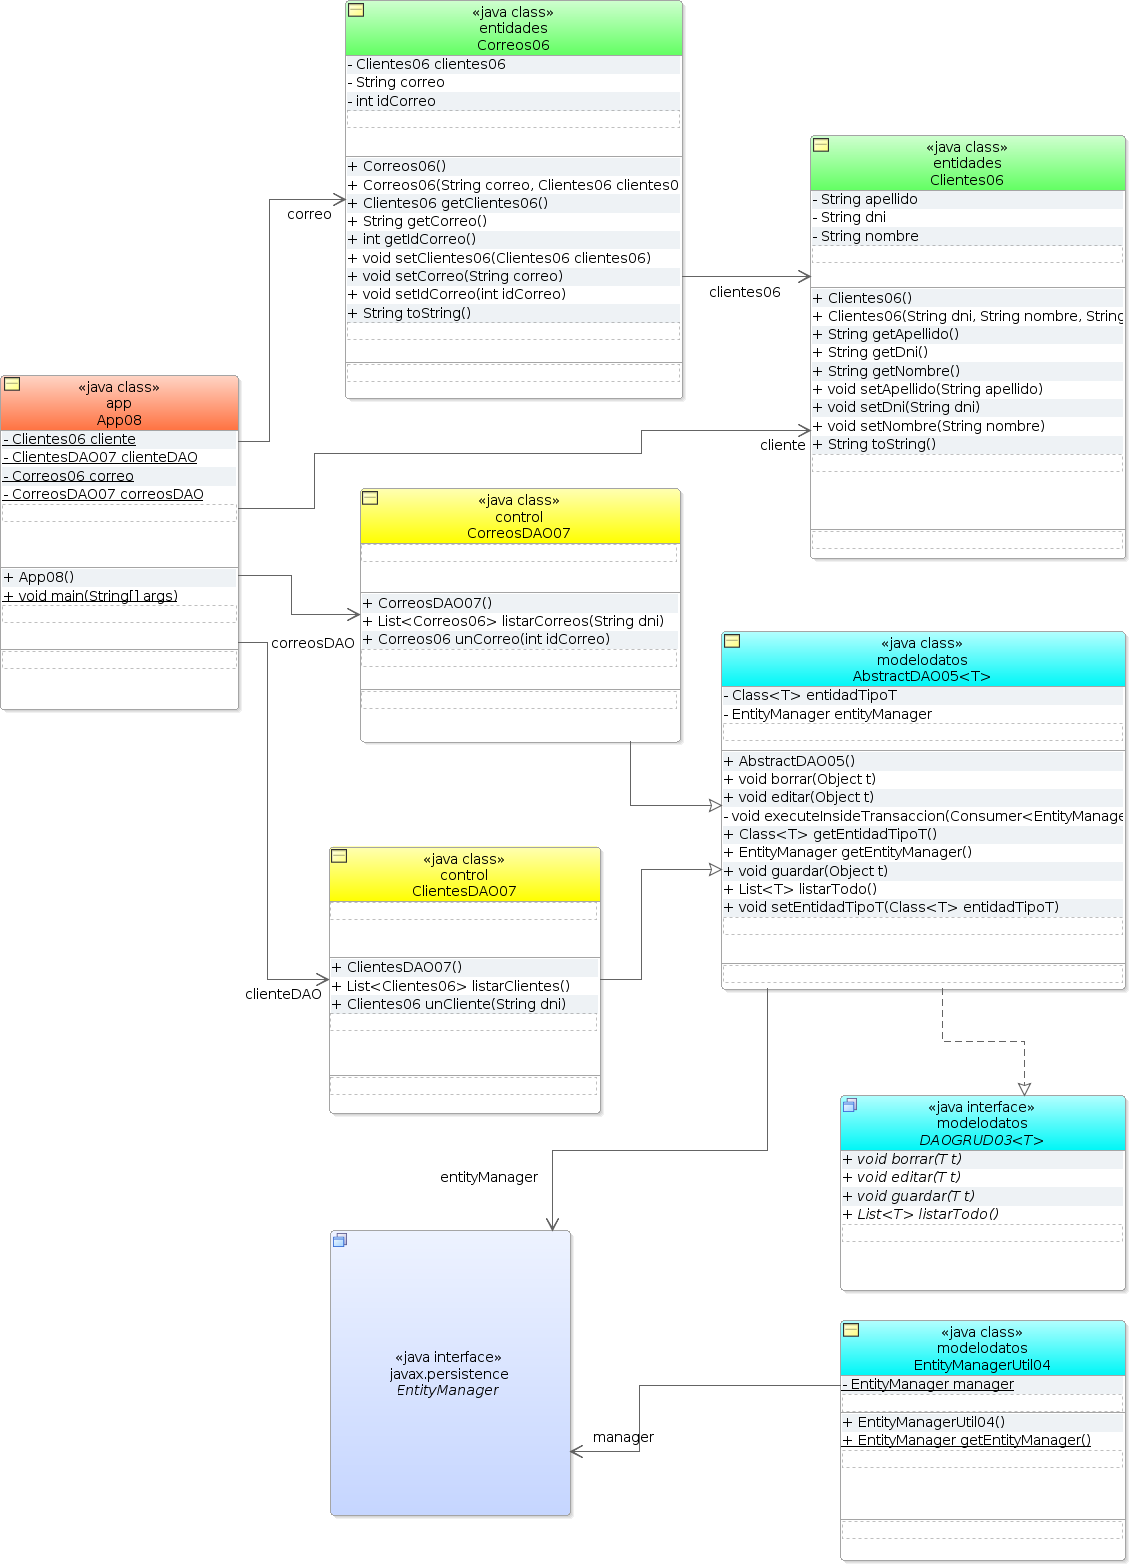 «java class»
entidades
Correos06
- Clientes06 clientes06
- String correo
- int idCorreo
+ Correos06()
+ Correos06(String correo, Clientes06 clientes0
+ Clientes06 getClientes06()
+ String getCorreo()
+ int getIdCorreo()
+ void setClientes06(Clientes06 clientes06)
+ void setCorreo(String correo)
+ void setIdCorreo(int idCorreo)
+ String toString()
correo
clientes06
«java class»
entidades
Clientes06
- String apellido
- String dni
- String nombre
+ Clientes06()
+ Clientes06(String dni, String nombre, String
+ String getApellido()
+ String getDni()
+ String getNombre()
+ void setApellido(String apellido)
+ void setDni(String dni)
+ void setNombre(String nombre)
+ String toString()
cliente
«java class»
app
App08
- Clientes06 cliente
- ClientesDAO07 clienteDAO
- Correos06 correo
- CorreosDAO07 correosDAO
+ App08()
+ void main(String[] args)
correosDAO
clienteDAO
«java class»
control
CorreosDAO07
+ CorreosDAO07()
+ List<Correos06> listarCorreos(String dni)
+ Correos06 unCorreo(int idCorreo)
«java class»
modelodatos
AbstractDAO05<T>
- Class<T> entidadTipoT
- EntityManager entityManager
+ AbstractDAO05()
+ void borrar(Object t)
+ void editar(Object t)
- void executeInsideTransaccion(Consumer<EntityManage
+ Class<T> getEntidadTipoT()
+ EntityManager getEntityManager()
+ void guardar(Object t)
+ List<T> listarTodo()
+ void setEntidadTipoT(Class<T> entidadTipoT)
«java class»
control
ClientesDAO07
+ ClientesDAO07()
+ List<Clientes06> listarClientes()
+ Clientes06 unCliente(String dni)
«java interface»
modelodatos
DAOGRUD03<T>
+ void borrar(T t)
+ void editar(T t)
+ void guardar(T t)
+ List<T> listarTodo()
entityManager
«java interface»
javax.persistence
EntityManager
manager
«java class»
modelodatos
EntityManagerUtil04
- EntityManager manager
+ EntityManagerUtil04()
+ EntityManager getEntityManager()